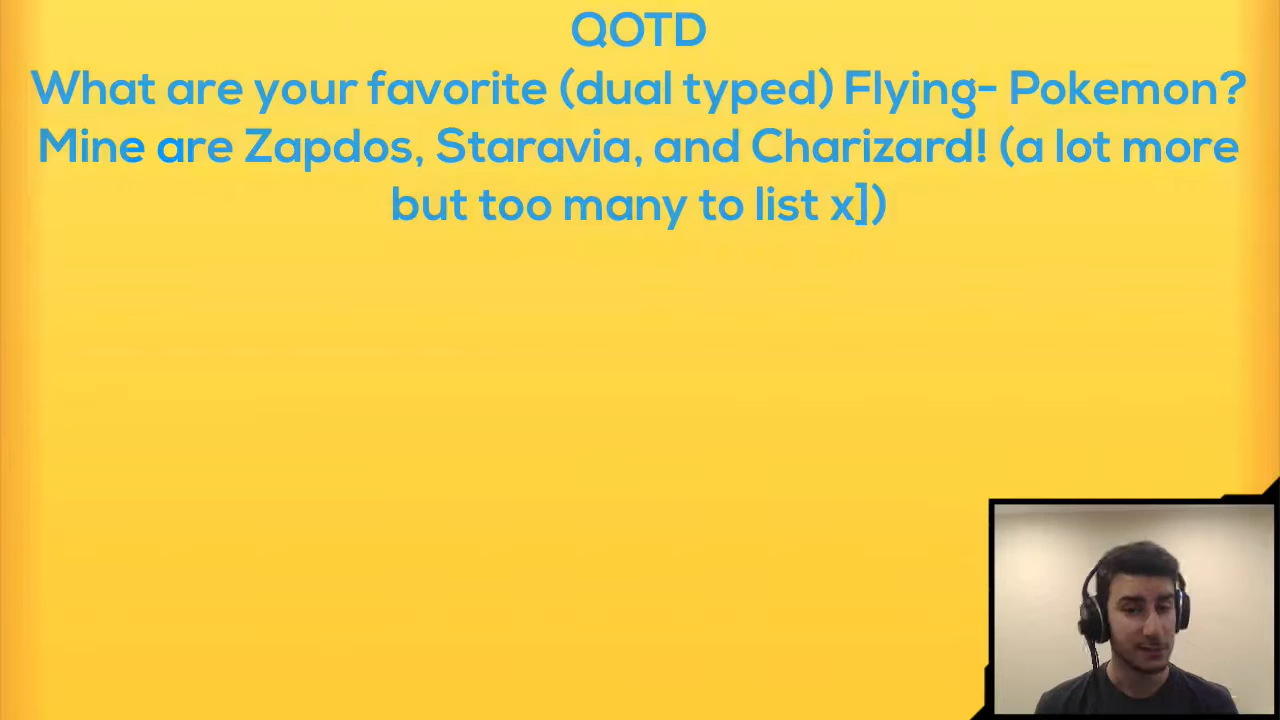 QOTD
What are your favorite (dual typed) Flying- Pokemon?
Mine are Zapdos, Staravia, and Charizard! (a lot more
but too many to list x])